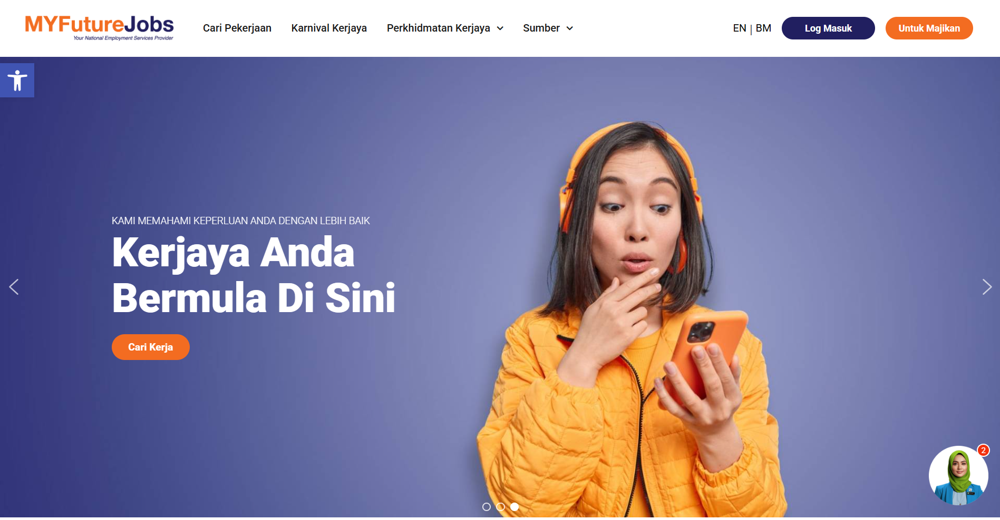 MYFutureJobs
Your National Employment Services Provider
Cari Pekerjaan
Karnival Kerjaya
Perkhidmatan Kerjaya
Sumber
EN | BM
Log Masuk
Untuk Majikan
KAMI MEMAHAMI KEPERLUAN ANDA DENGAN LEBIH BAIK
Kerjaya Anda
Bermula Di Sini
Cari Kerja
2